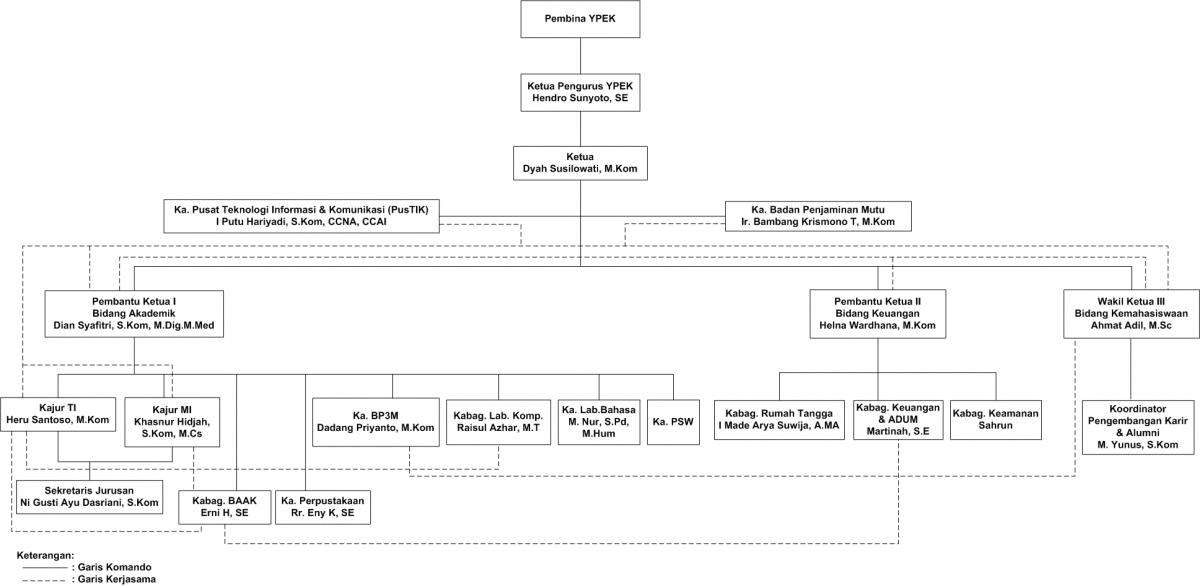 Pembina YPEK
Ketua Pengurus YPEK
Hendro Sunyoto, SE
Ketua
Dyah Susilowati, M.Kom
Ka. Pusat Teknologi Informasi & Komunikasi (PusTIK)
I Putu Hariyadi, S.Kom, CCNA, CCAI
Ka. Badan Penjaminan Mutu
Ir. Bambang Krismono T, M.Kom
Pembantu Ketua I
Bidang Akademik
Dian Syafitri, S.Kom, M.Dig.M.Med
Pembantu Ketua II
Bidang Keuangan
Helna Wardhana, M.Kom
Wakil Ketua III
Bidang Kemahasiswaan
Ahmat Adil, M.Sc
Kajur TI
Heru Santoso, M.Kom
Kajur MI
Khasnur Hidjah,
S.Kom, M.Cs
Ka. BP3M
Dadang Priyanto, M.Kom
Kabag. Lab. Komp.
Raisul Azhar, M.T
Ka. Lab.Bahasa
M. Nur, S.Pd,
M.Hum
Ka. PSW
Kabag. Rumah Tangga
I Made Arya Suwija, A.MA
Kabag. Keuangan
& ADUM
Martinah, S.E
Kabag. Keamanan
Sahrun
Koordinator
Pengembangan Karir
& Alumni
M. Yunus, S.Kom
Sekretaris Jurusan
Ni Gusti Ayu Dasriani, S.Kom
Kabag. BAAK
Erni H, SE
Ka. Perpustakaan
Rr. Eny K, SE
Keterangan:
: Garis Komando
: Garis Kerjasama